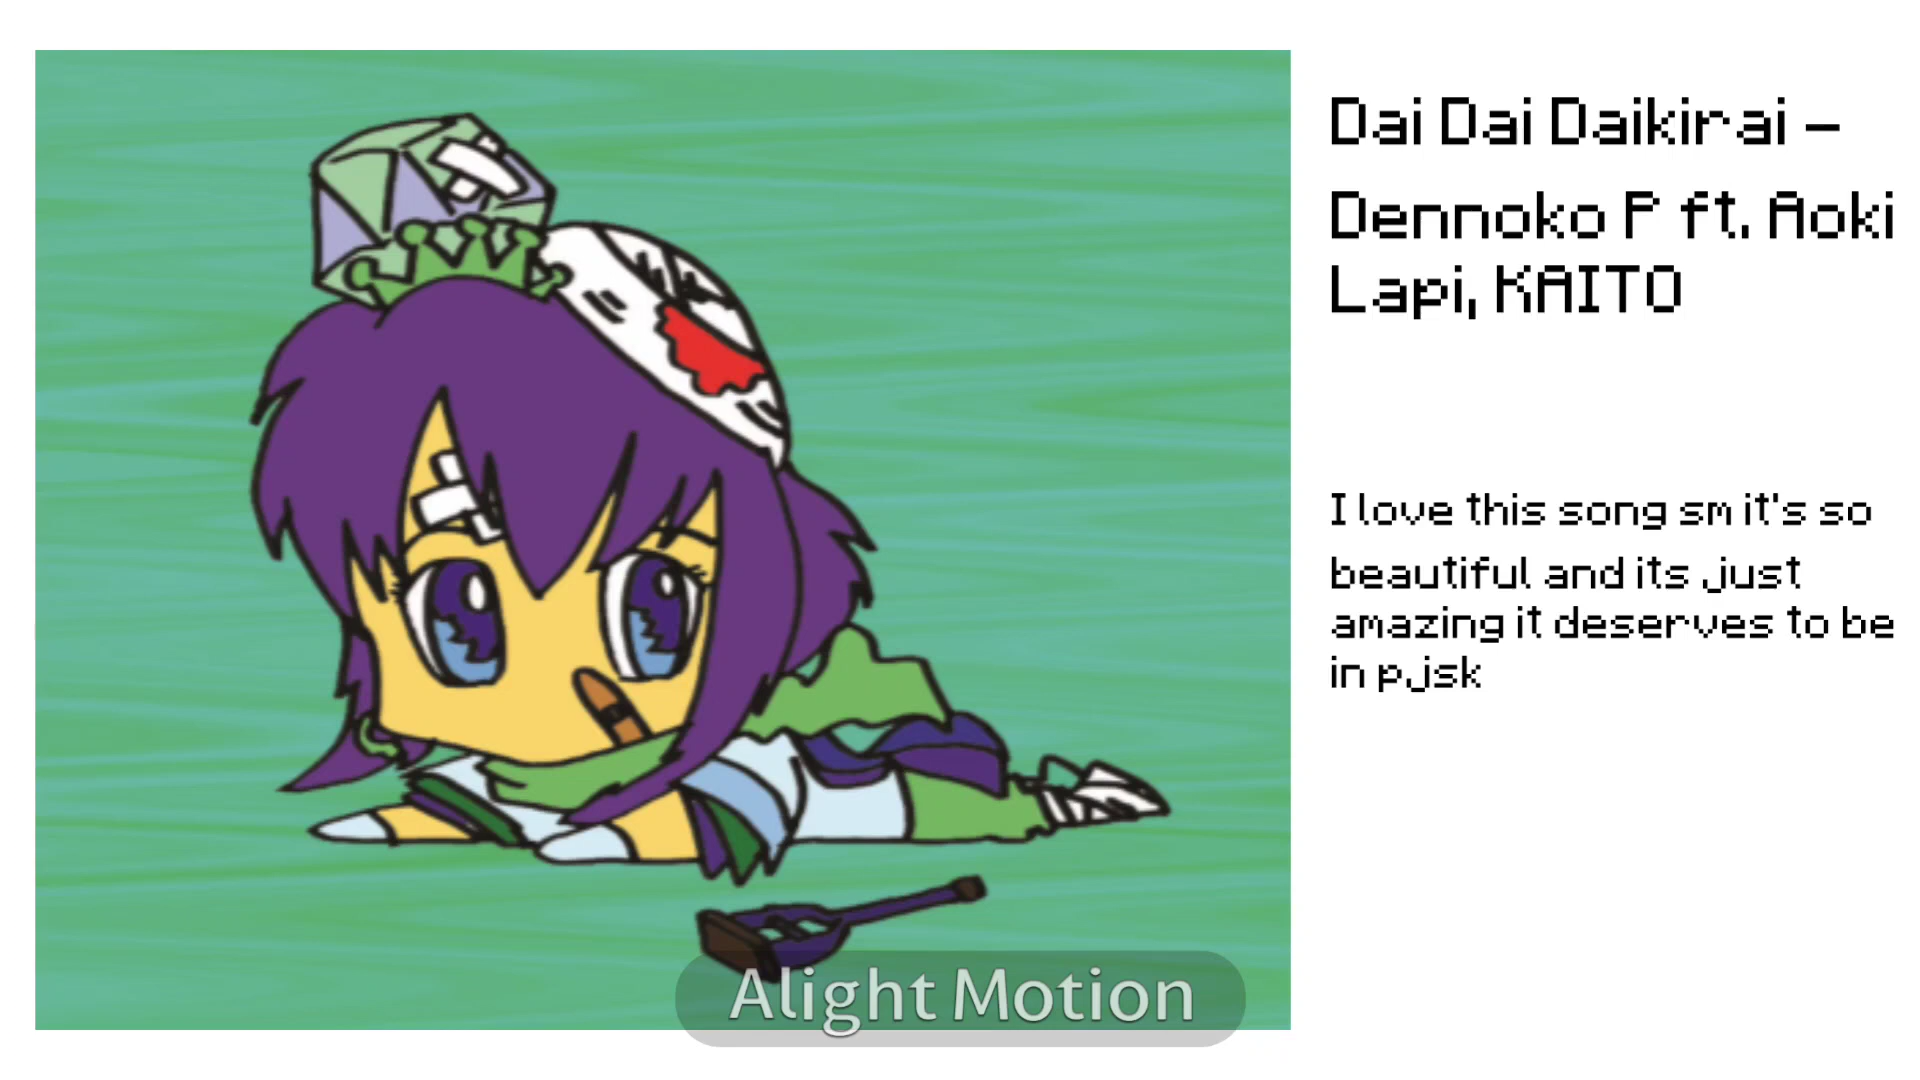 Dai Dai Daikirai -
Dennoko P ft. Aoki
Lapi, KAITO
I love this song sm it's so
beautiful and its just
amazing it deserves to be
in pjsk
Alight Motion